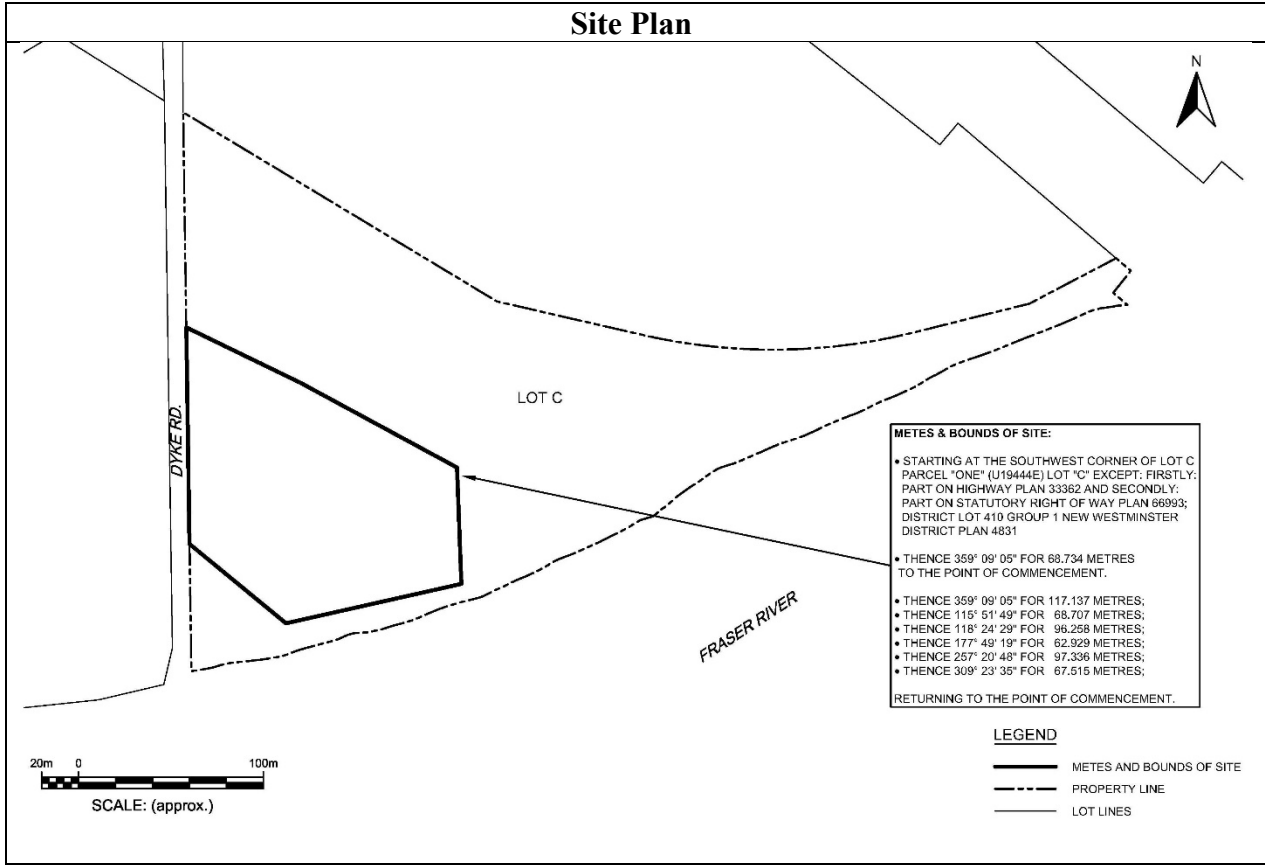 Site Plan
N
LOT C
DYKE RD.
METES & BOUNDS OF SITE:
• STARTING AT THE SOUTHWEST CORNER OF LOT C
PARCEL "ONE" (U19444E) LOT "C" EXCEPT: FIRSTLY:
PART ON HIGHWAY PLAN 33362 AND SECONDLY:
PART ON STATUTORY RIGHT OF WAY PLAN 66993;
DISTRICT LOT 410 GROUP 1 NEW WESTMINSTER
DISTRICT PLAN 4831
• THENCE 359° 09' 05" FOR 68.734 METRES
TO THE POINT OF COMMENCEMENT.
• THENCE 359° 09' 05" FOR 117.137 METRES;
• THENCE 115° 51' 49" FOR 68.707 METRES;
• THENCE 118° 24' 29" FOR 96.258 METRES;
• THENCE 177° 49' 19" FOR 62.929 METRES;
• THENCE 257° 20' 48" FOR 97.336 METRES;
• THENCE 309° 23' 35" FOR 67.515 METRES;
RETURNING TO THE POINT OF COMMENCEMENT.
FRASER RIVER
LEGEND
METES AND BOUNDS OF SITE
PROPERTY LINE
LOT LINES
20m 0 100m
SCALE: (approx.)